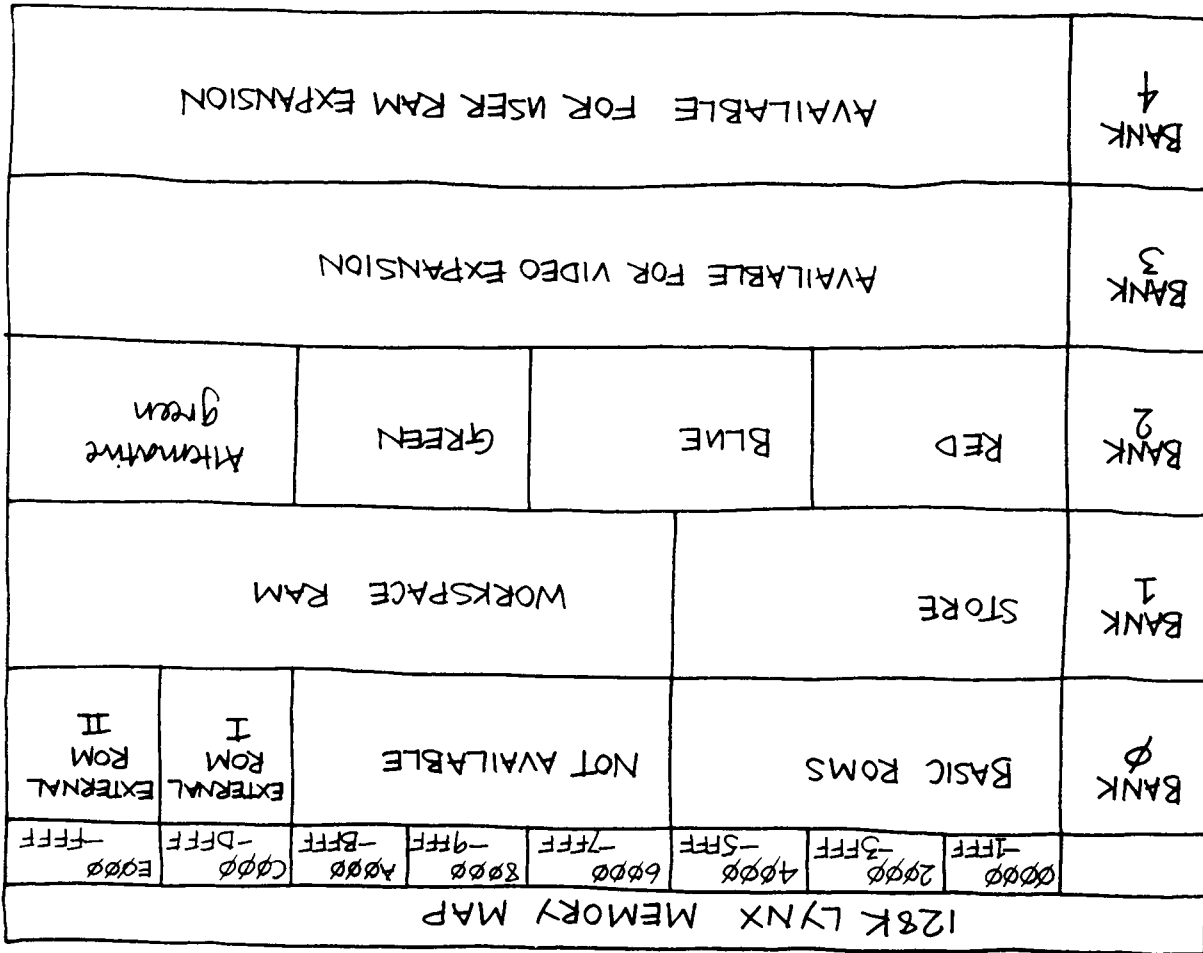 128K LYNX MEMORY MAP
0000 -1FFF
2000 -3FFF
4000 -5FFF
6000 -7FFF
8000 -9FFF
A000 -BFFF
C000 -DFFF
E000 -FFFF
BANK 0
BASIC ROMS
NOT AVAILABLE
EXTERNAL ROM I
EXTERNAL ROM II
BANK 1
STORE
WORKSPACE RAM
BANK 2
RED
BLUE
GREEN
Alternative green
BANK 3
AVAILABLE FOR VIDEO EXPANSION
BANK 4
AVAILABLE FOR USER RAM EXPANSION